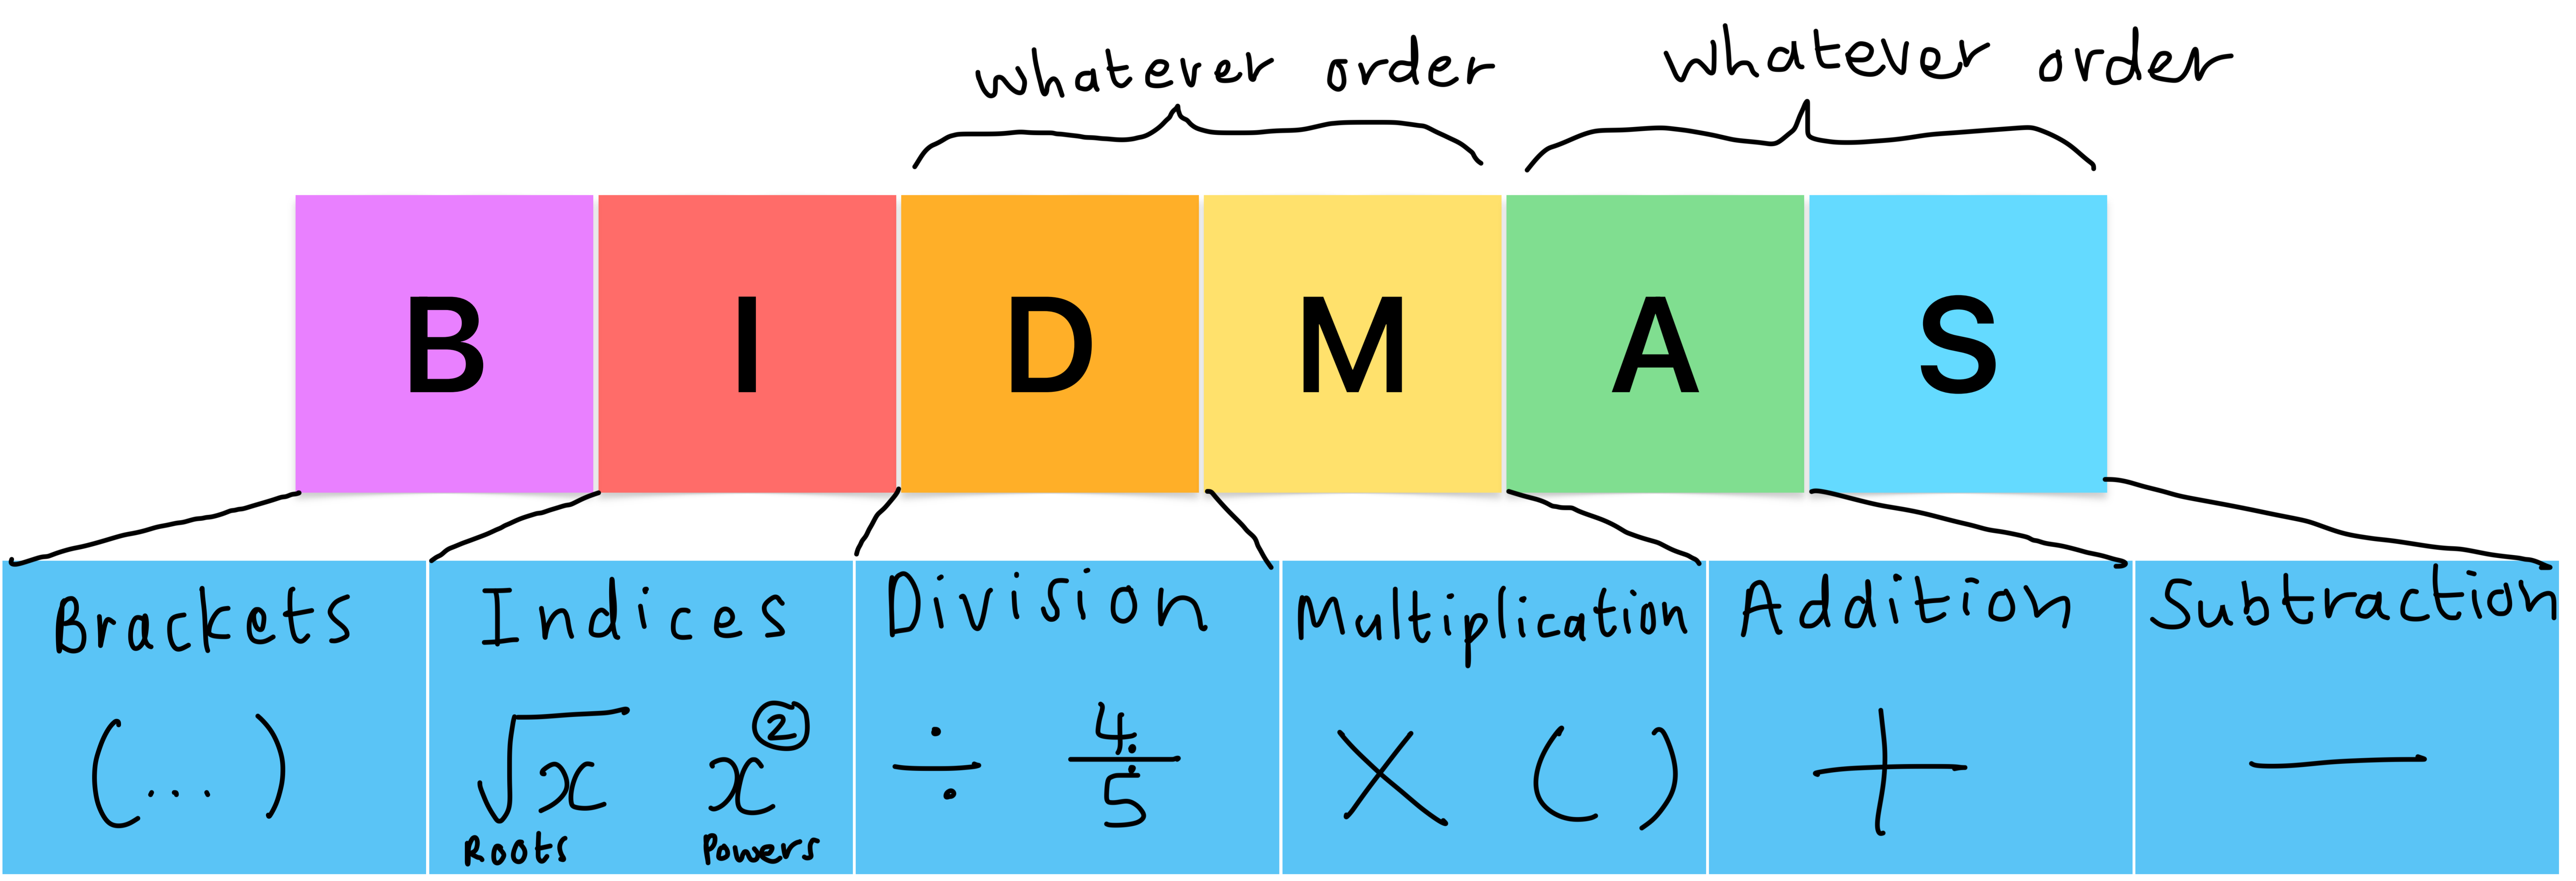 whatever order whatever order
B I D M A S
Brackets Indices Division Multiplication Addition Subtraction
(...) √x x² ÷ 4/5 × ( ) + −
Roots Powers